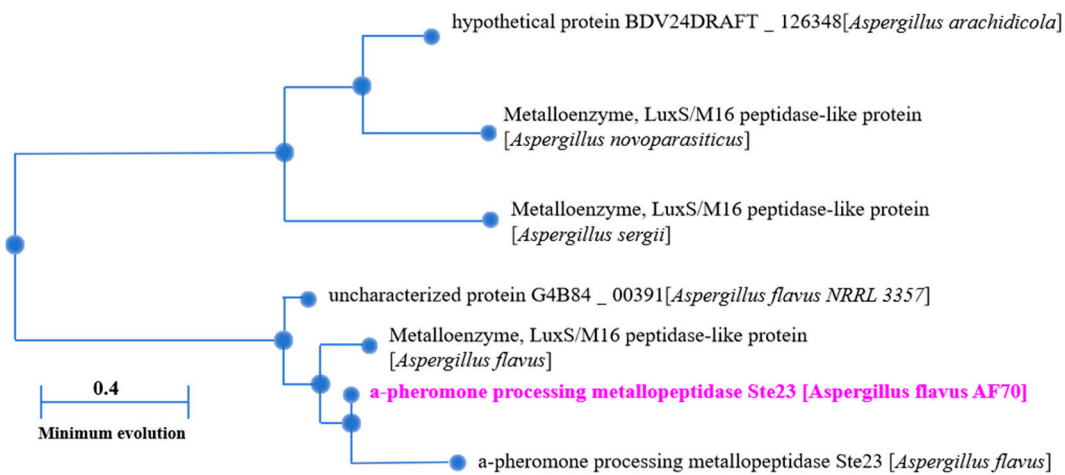 hypothetical protein BDV24DRAFT _ 126348[Aspergillus arachidicola]
Metalloenzyme, LuxS/M16 peptidase-like protein
[Aspergillus novoparasiticus]
Metalloenzyme, LuxS/M16 peptidase-like protein
[Aspergillus sergii]
uncharacterized protein G4B84 _ 00391[Aspergillus flavus NRRL 3357]
Metalloenzyme, LuxS/M16 peptidase-like protein
[Aspergillus flavus]
a-pheromone processing metallopeptidase Ste23 [Aspergillus flavus AF70]
a-pheromone processing metallopeptidase Ste23 [Aspergillus flavus]
0.4
Minimum evolution